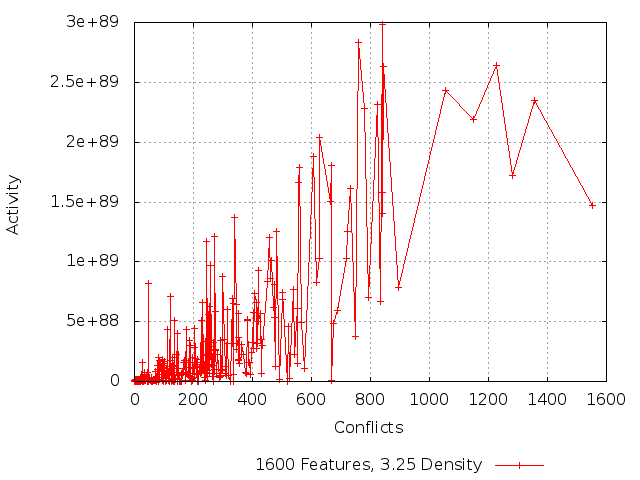 3e+89
2.5e+89
2e+89
1.5e+89
1e+89
5e+88
0
Activity
0 200 400 600 800 1000 1200 1400 1600
Conflicts
1600 Features, 3.25 Density